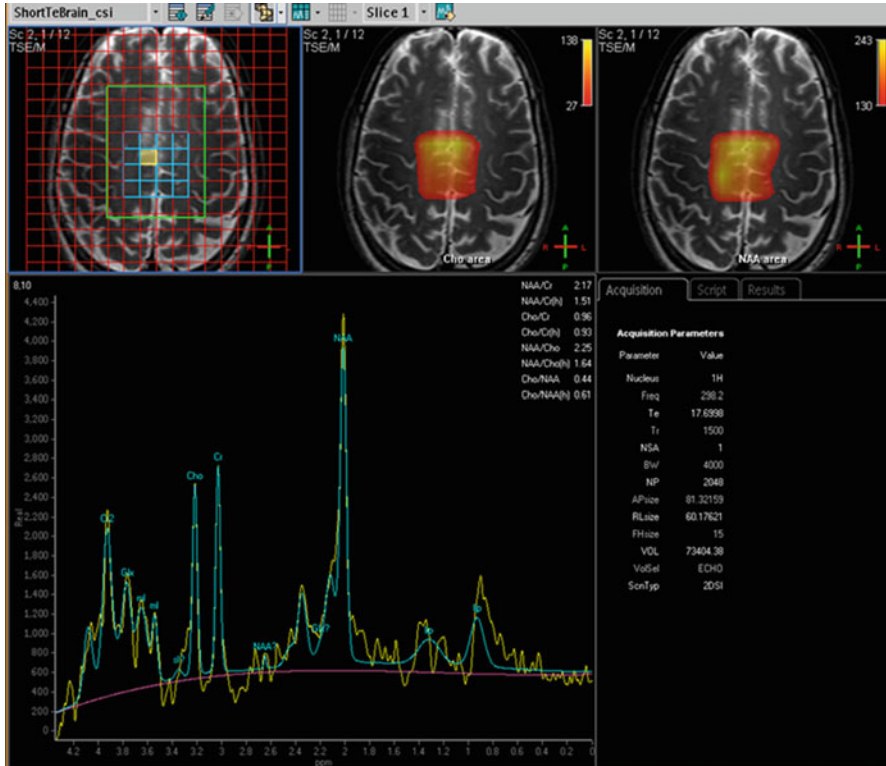 ShortTeBrain_csi
Slice 1
Sc 2, 1 / 12
TSE/M
A
R L
P
Sc 2, 1 / 12
TSE/M
138
27
Cho area
A
R L
P
Sc 2, 1 / 12
TSE/M
243
130
NAA area
A
R L
P
8,10
NAA/Cr 2.17
NAA/Cr(h) 1.51
Cho/Cr 0.96
Cho/Cr(h) 0.93
NAA/Cho 2.25
NAA/Cho(h) 1.64
Cho/NAA 0.44
Cho/NAA(h) 0.61
4,400
4,200
4,000
3,800
3,600
3,400
3,200
3,000
2,800
2,600
2,400
2,200
2,000
1,800
1,600
1,400
1,200
1,000
800
600
400
200
0
Real
NAA
Cr
Cho
Cr2
Glx
mI
mI
NAA?
lip
4.2 4 3.8 3.6 3.4 3.2 3 2.8 2.6 2.4 2.2 2 1.8 1.6 1.4 1.2 1 0.8 0.6 0.4 0.2 0
ppm
Acquisition Script Results
Acquisition Parameters
Parameter Value
Nucleus 1H
Freq 298.2
Te 17.6998
Tr 1500
NSA 1
BW 4000
NP 2048
APsize 81.32159
RLsize 60.17621
FHsize 15
VOL 73404.38
VolSel ECHO
ScnTyp 2DSI